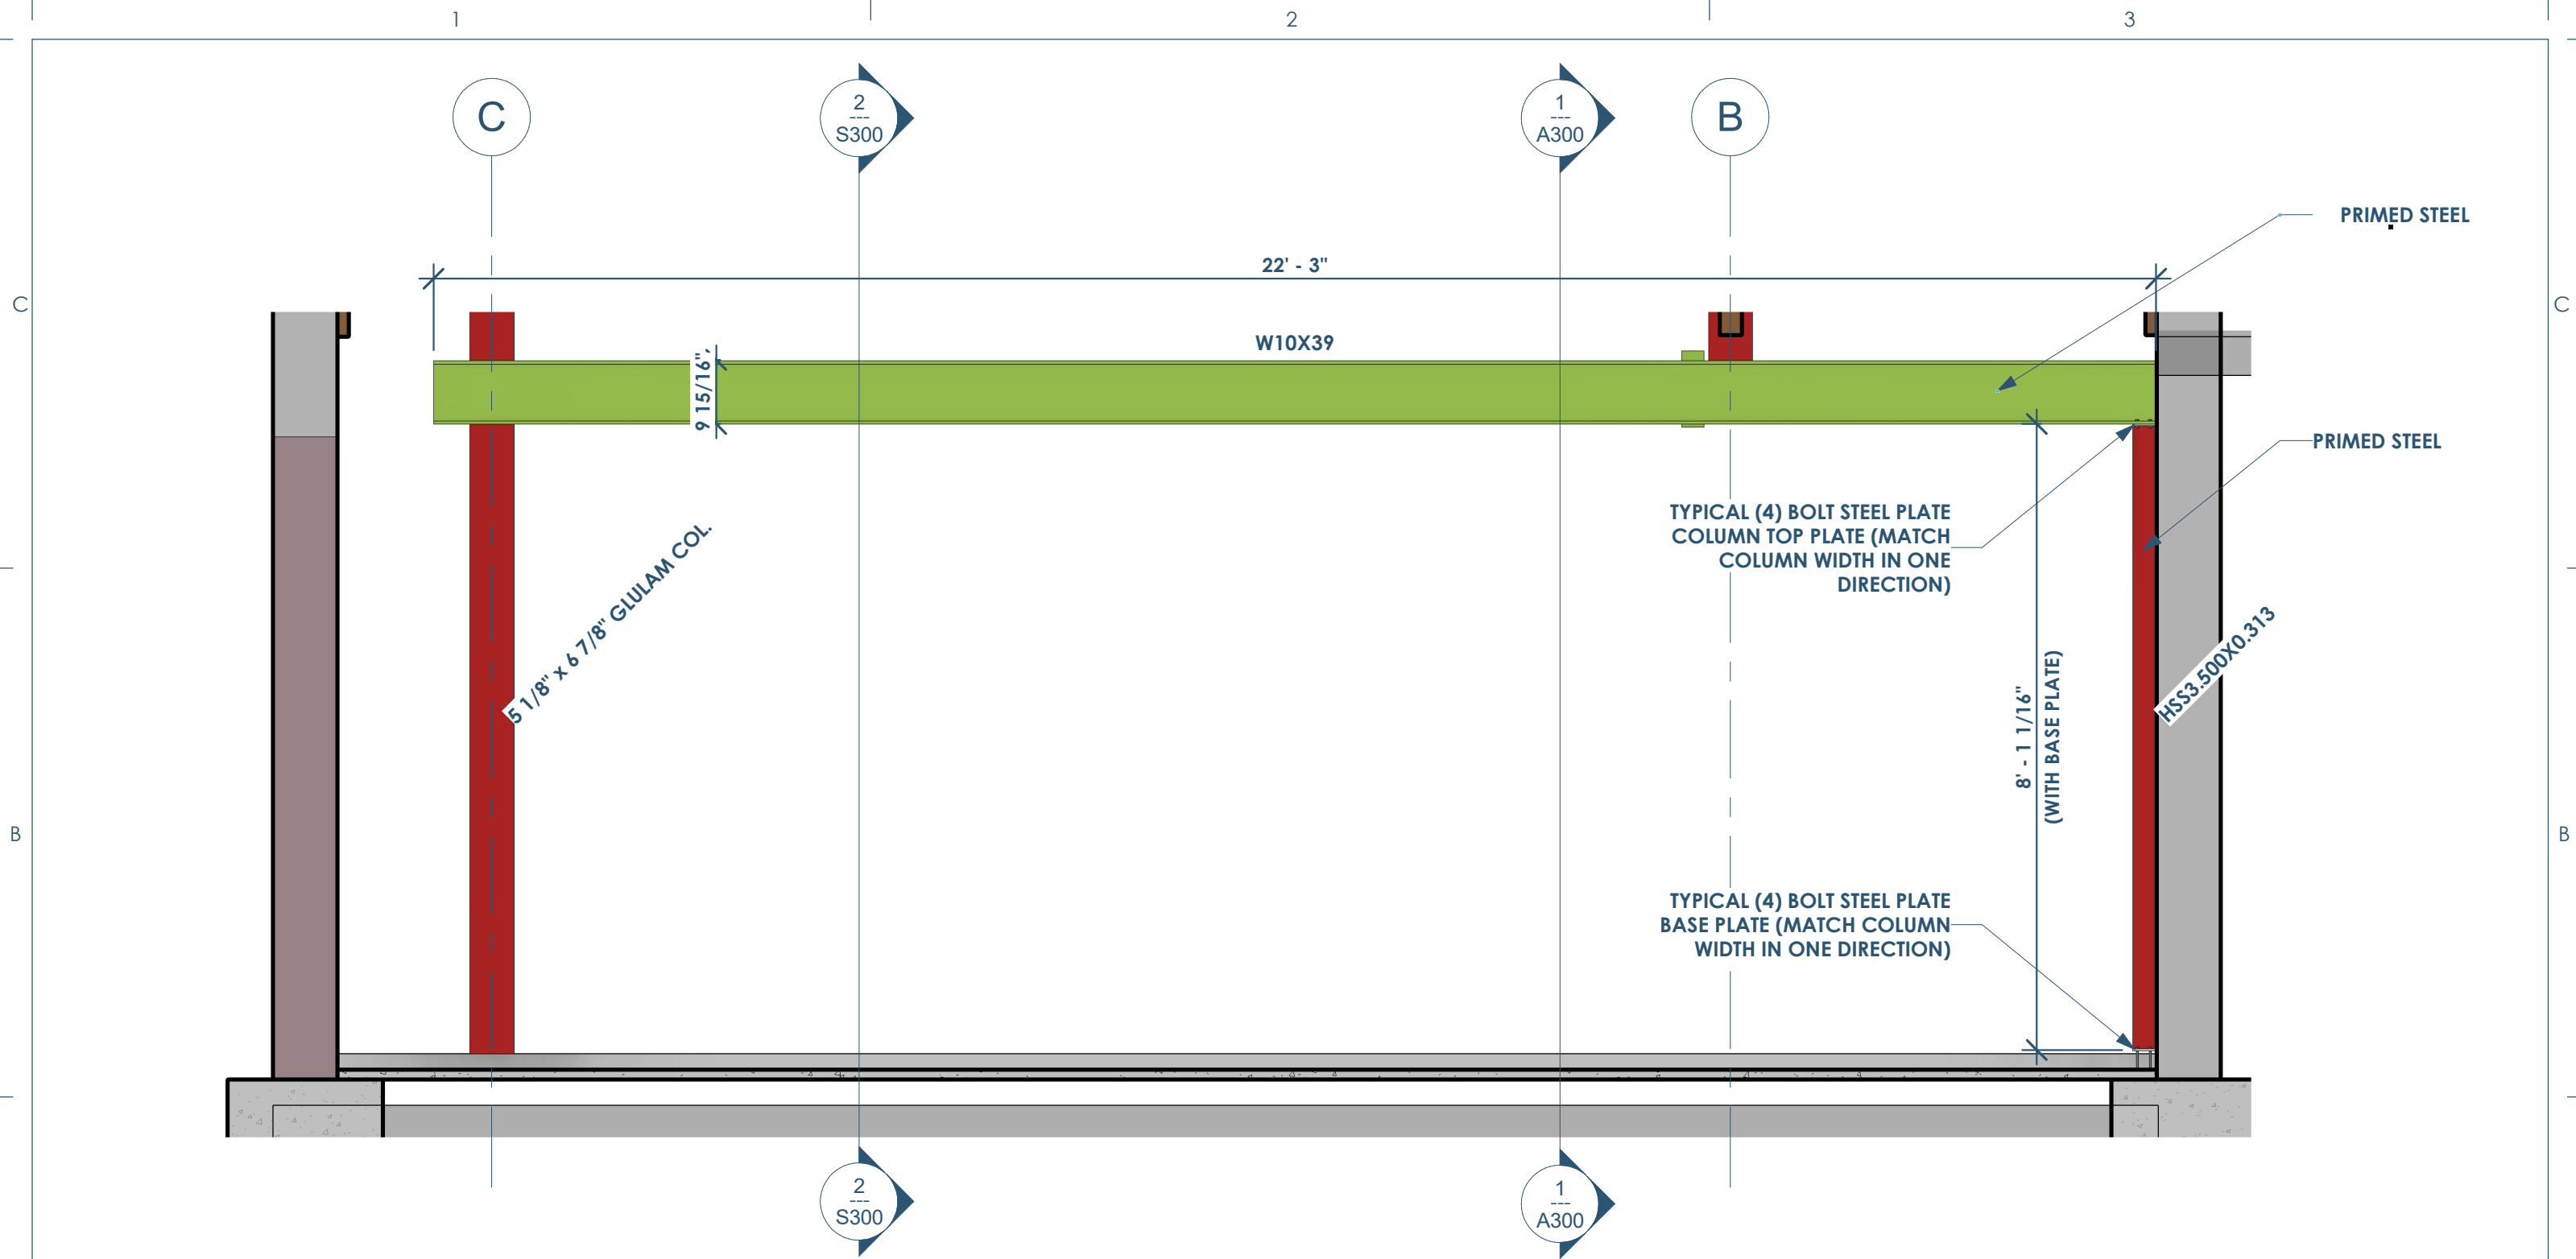 1
2
3
C
2
---
S300
1
---
A300
B
PRIMED STEEL
22' - 3"
C
C
W10X39
9 15/16",
PRIMED STEEL
TYPICAL (4) BOLT STEEL PLATE
COLUMN TOP PLATE (MATCH
COLUMN WIDTH IN ONE
DIRECTION)
5 1/8" x 6 7/8" GLULAM COL.
HSS3.500X0.313
8' - 1 1/16"
(WITH BASE PLATE)
B
B
TYPICAL (4) BOLT STEEL PLATE
BASE PLATE (MATCH COLUMN
WIDTH IN ONE DIRECTION)
2
---
S300
1
---
A300